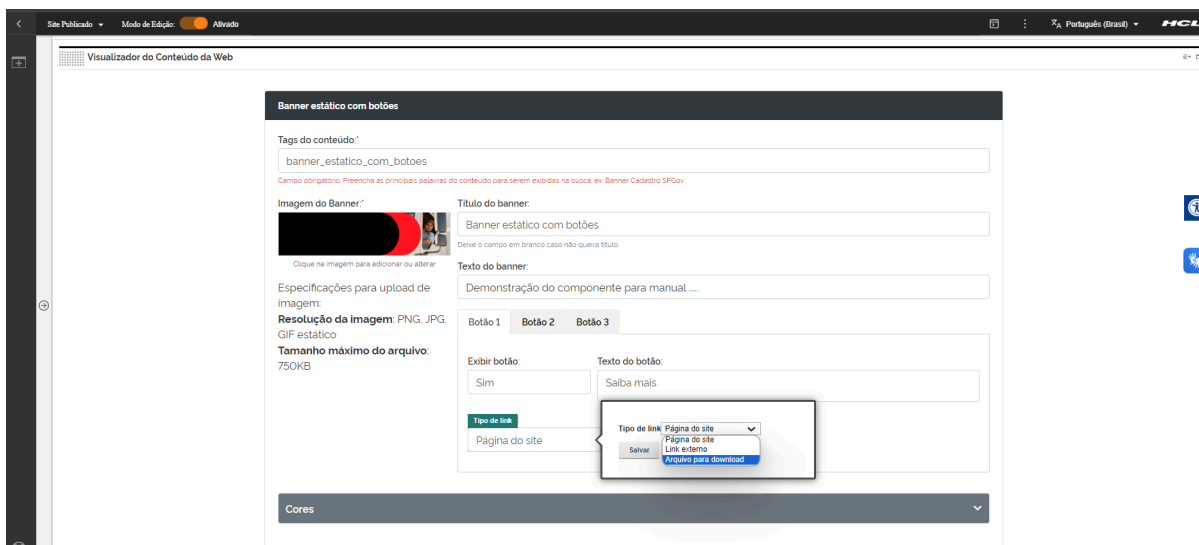 Site Publicado
Modo de Edição:
Ativado
Português (Brasil)
HCL
Visualizador do Conteúdo da Web
Banner estático com botões
Tags do conteúdo:*
banner_estatico_com_botoes
Campo obrigatório. Preencha as principais palavras do conteúdo para serem exibidas na busca. ex: Banner Cadastro SPGov
Imagem do Banner:*
Título do banner:
Banner estático com botões
Deixe o campo em branco caso não queira título.
Clique na imagem para adicionar ou alterar
Texto do banner:
Demonstração do componente para manual .....
Especificações para upload de
imagem:
Resolução da imagem: PNG, JPG,
GIF estático
Tamanho máximo do arquivo:
750KB
Botão 1
Botão 2
Botão 3
Exibir botão:
Texto do botão:
Sim
Saiba mais
Tipo de link
Página do site
Tipo de link
Página do site
Página do site
Link externo
Arquivo para download
Salvar
Cores